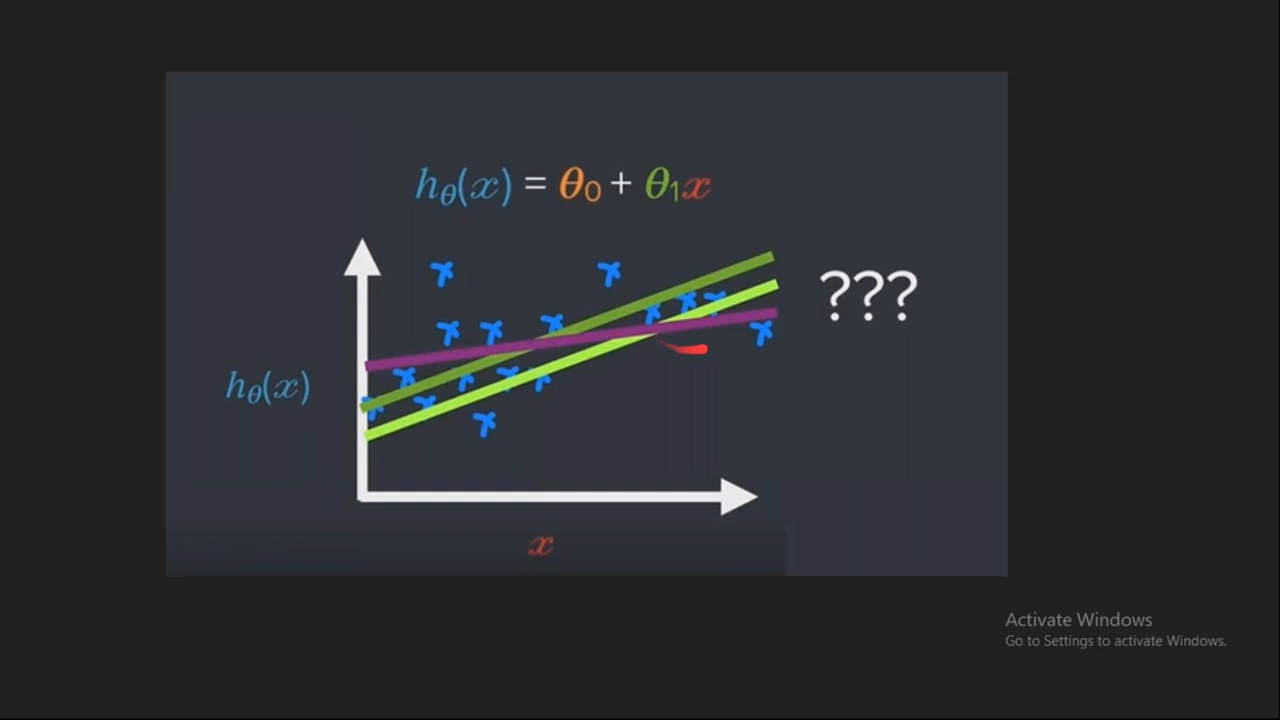 hθ(x) = θ0 + θ1x
???
hθ(x)
x
Activate Windows
Go to Settings to activate Windows.